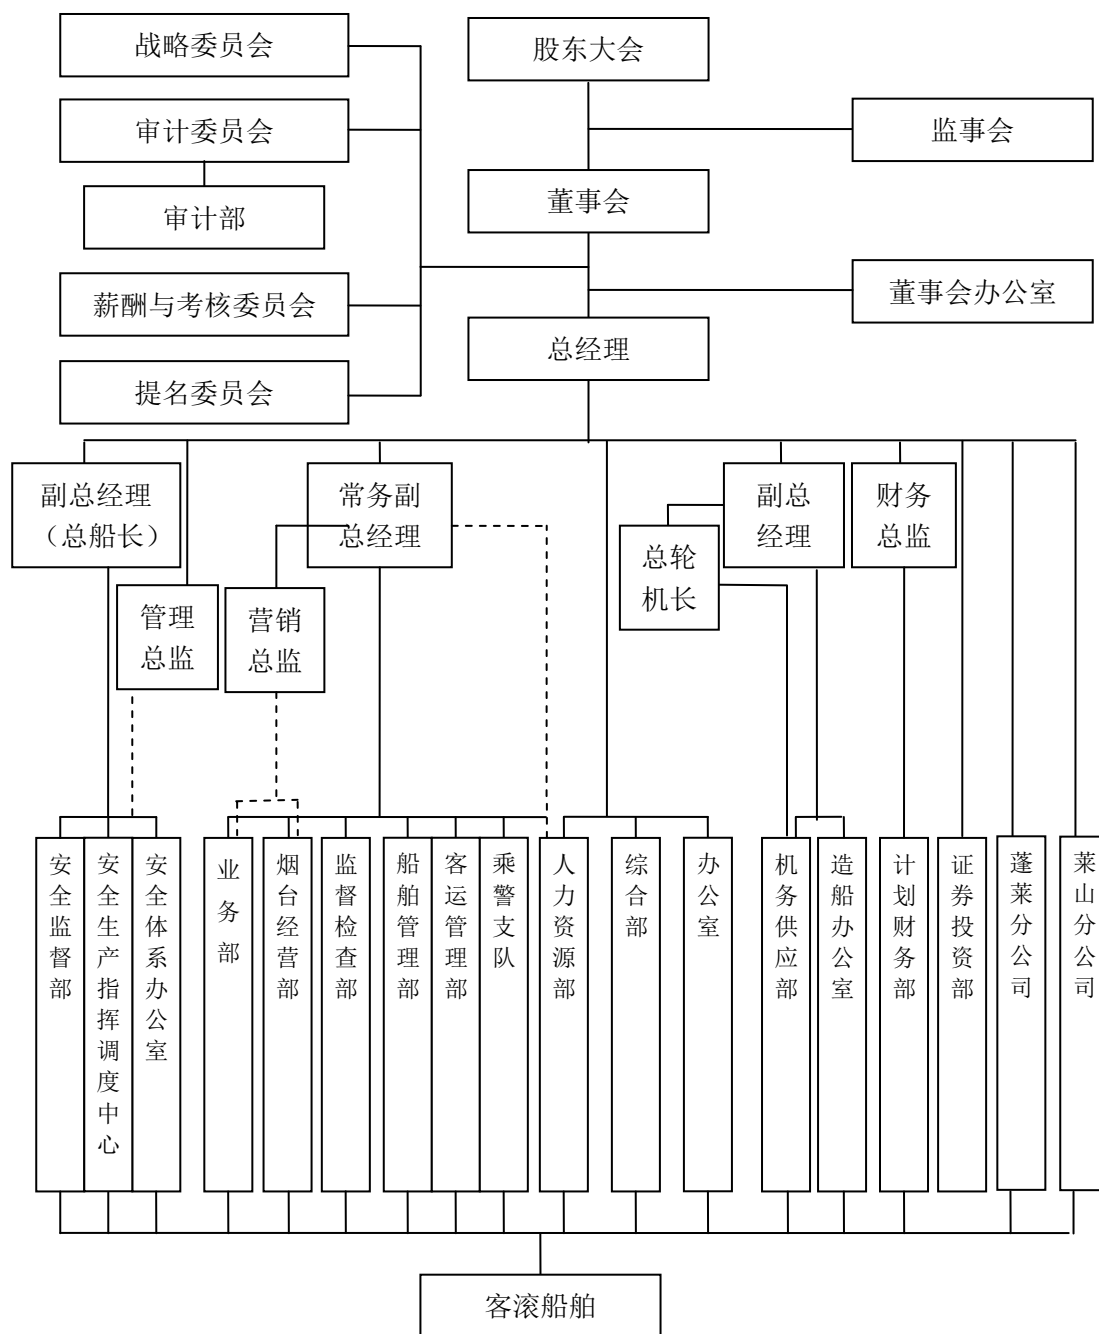 战略委员会
股东大会
审计委员会
监事会
审计部
董事会
薪酬与考核委员会
董事会办公室
总经理
提名委员会
副总经理
（总船长）
常务副
总经理
副总
经理
财务
总监
总轮
机长
管理
总监
营销
总监
安全监督部
安全生产指挥调度中心
安全体系办公室
业务部
烟台经营部
监督检查部
船舶管理部
客运管理部
乘警支队
人力资源部
综合部
办公室
机务供应部
造船办公室
计划财务部
证券投资部
蓬莱分公司
莱山分公司
客滚船舶